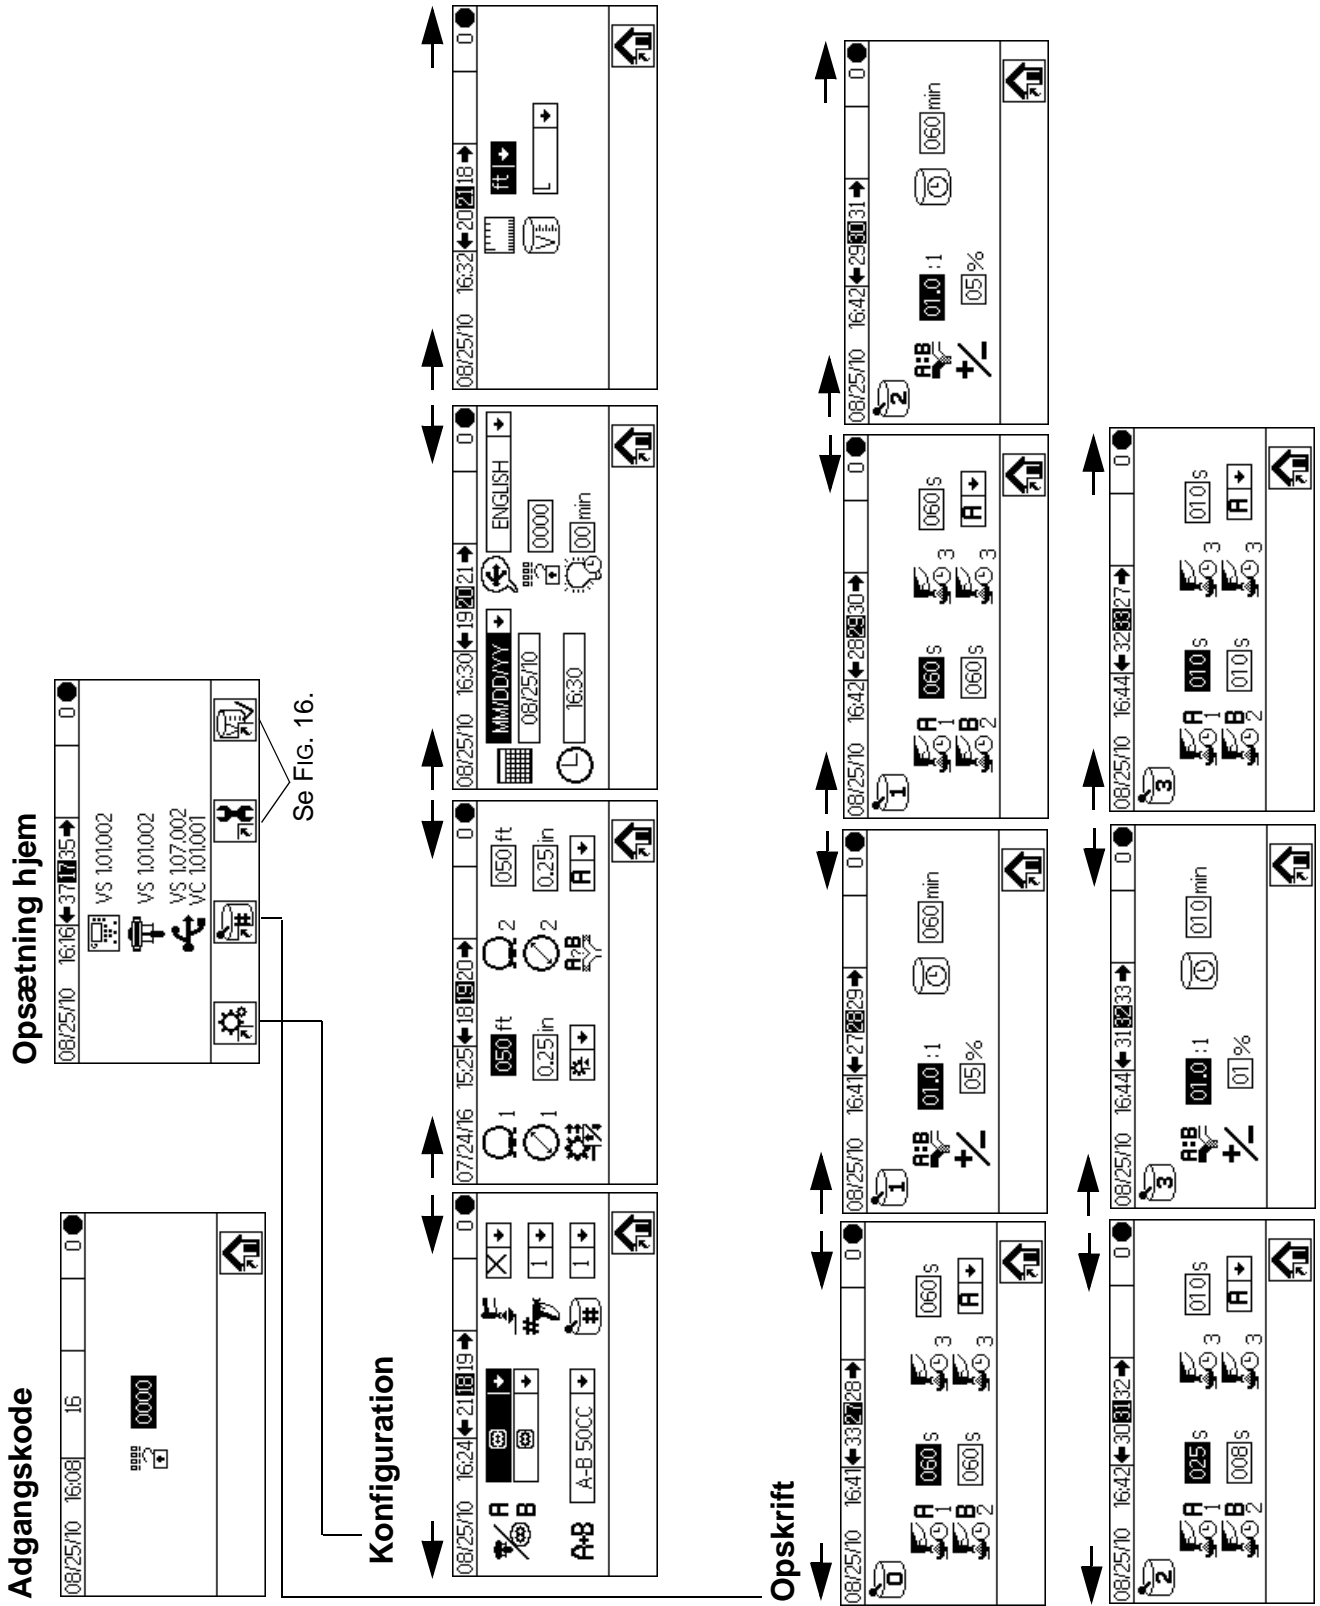 Adgangskode
08/25/10 16:08 16 0
0000
Opsætning hjem
08/25/10 16:16 37 17 35 0
VS 1.01.002
VS 1.01.002
VS 1.07.002
VC 1.01.001
#
Se FIG. 16.
Konfiguration
08/25/10 16:24 21 18 19 0
A
B
X
# 1
A+B A-B 50CC # 1
07/24/16 15:25 18 19 20 0
1 050 ft 2 050 ft
1 0.25 in 2 0.25 in
A?B A
08/25/10 16:30 19 20 21 0
MM/DD/YY ENGLISH
08/25/10 0000
16:30 00 min
08/25/10 16:32 20 21 18 0
ft
L
Opskrift
08/25/10 16:41 33 27 28 0
0
A 1 060 s 3 060 s
B 2 060 s 3 A
08/25/10 16:41 27 28 29 0
1
A:B 01.0 :1 060 min
+/- 05 %
08/25/10 16:42 28 29 30 0
1
A 1 060 s 3 060 s
B 2 060 s 3 A
08/25/10 16:42 29 30 31 0
2
A:B 01.0 :1 060 min
+/- 05 %
08/25/10 16:42 30 31 32 0
2
A 1 025 s 3 010 s
B 2 008 s 3 A
08/25/10 16:44 31 32 33 0
3
A:B 01.0 :1 010 min
+/- 01 %
08/25/10 16:44 32 33 27 0
3
A 1 010 s 3 010 s
B 2 010 s 3 A